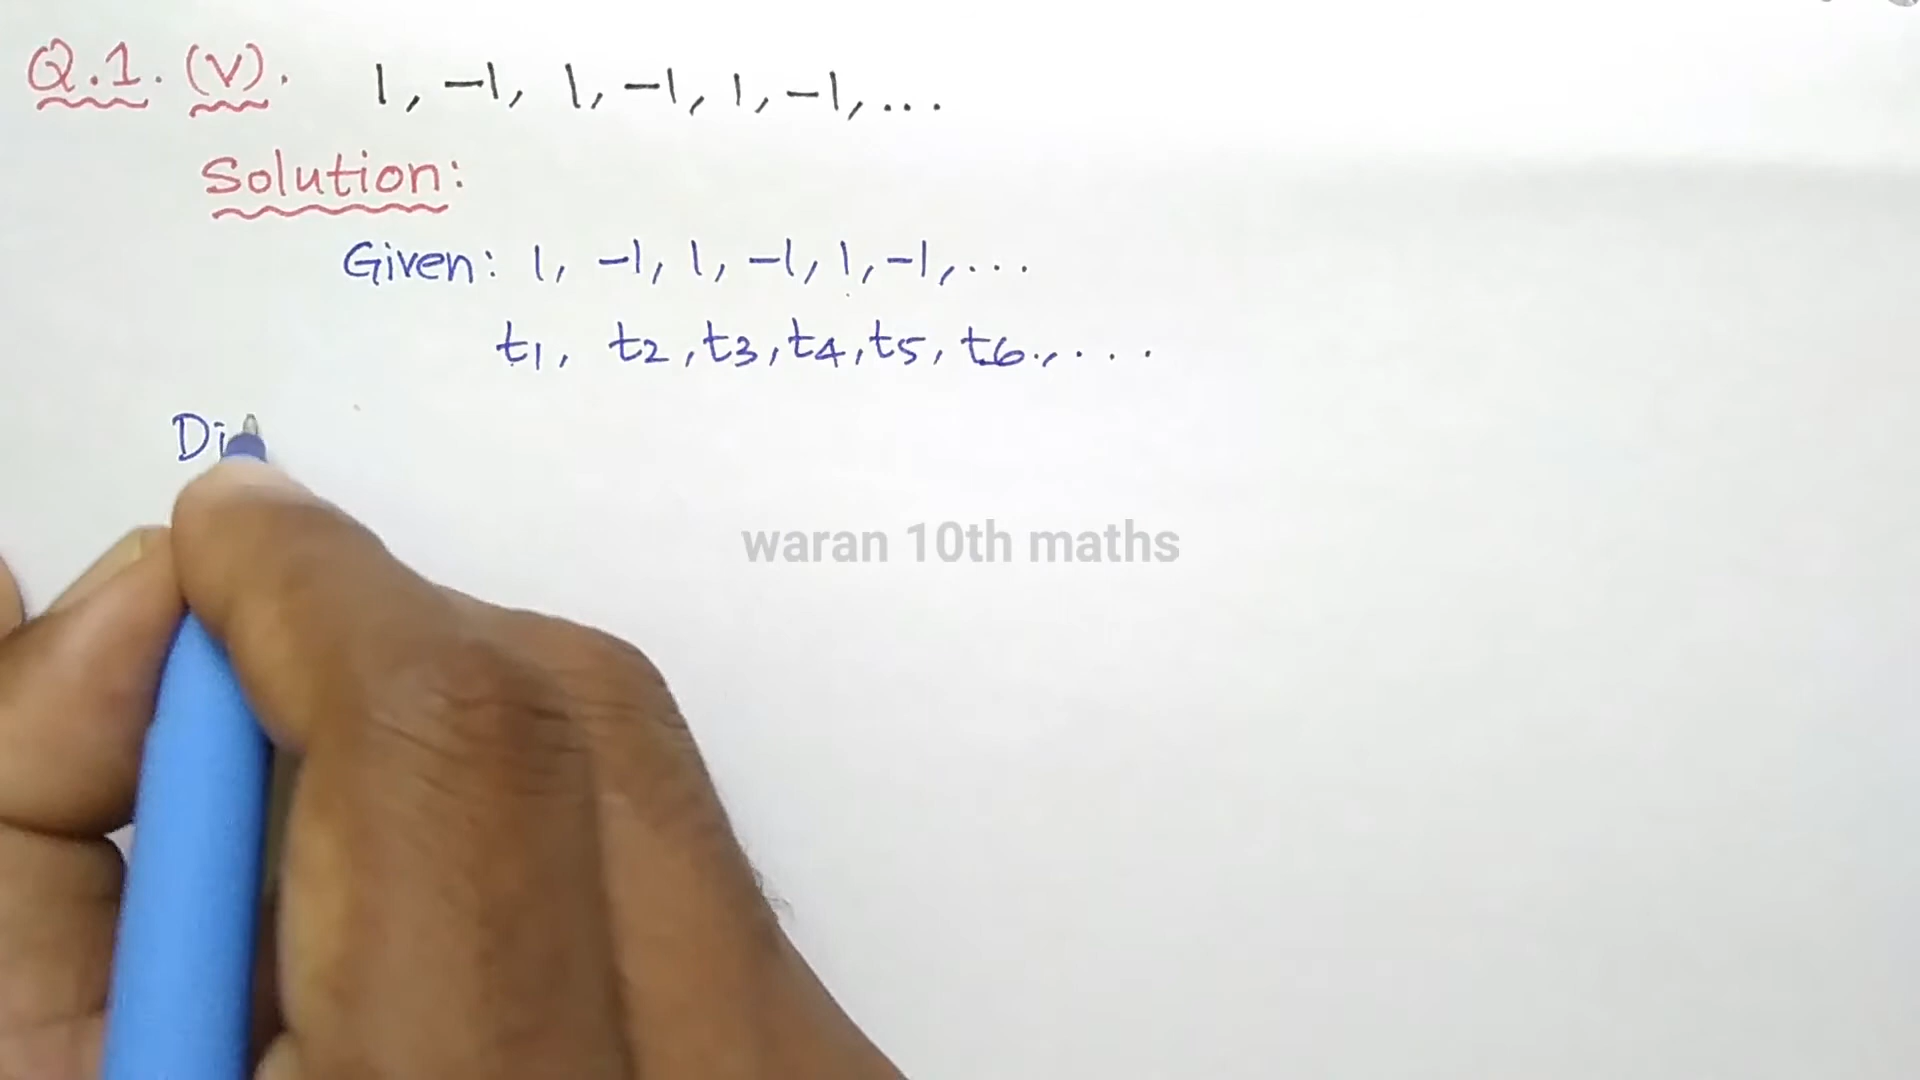 Q.1. (V). 1, -1, 1, -1, 1, -1, ...
Solution:
Given: 1, -1, 1, -1, 1, -1, ...
t1, t2, t3, t4, t5, t6., ...
Di
waran 10th maths